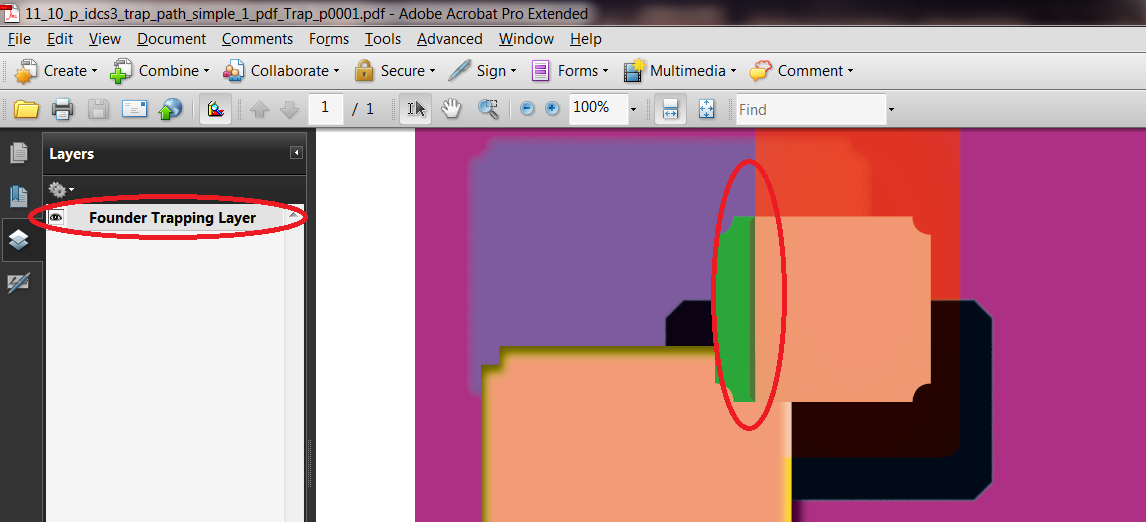 11_10_p_idcs3_trap_path_simple_1_pdf_Trap_p0001.pdf - Adobe Acrobat Pro Extended
File Edit View Document Comments Forms Tools Advanced Window Help
Create Combine Collaborate Secure Sign Forms Multimedia Comment
1 / 1 100% Find
Layers
Founder Trapping Layer